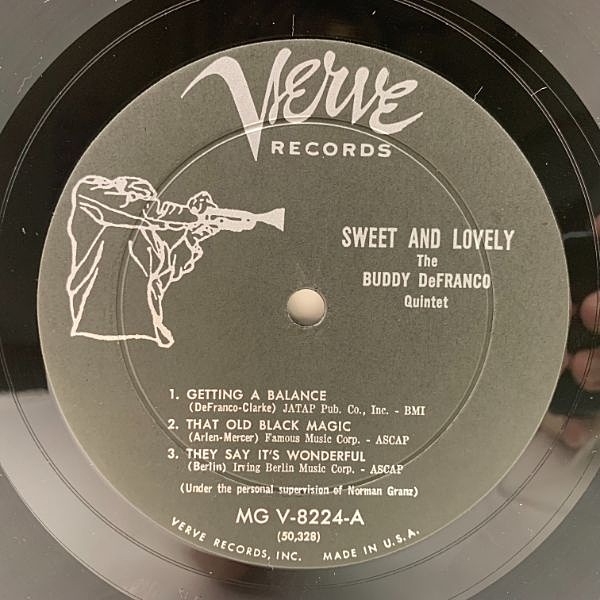 Verve
RECORDS
SWEET AND LOVELY
The
BUDDY DeFRANCO
Quintet
1. GETTING A BALANCE
(DeFranco-Clarke) JATAP Pub. Co., Inc. - BMI
2. THAT OLD BLACK MAGIC
(Arlen-Mercer) Famous Music Corp. - ASCAP
3. THEY SAY IT'S WONDERFUL
(Berlin) Irving Berlin Music Corp. - ASCAP
(Under the personal supervision of Norman Granz)
MG V-8224-A
(50,328)
VERVE RECORDS, INC. MADE IN U.S.A.